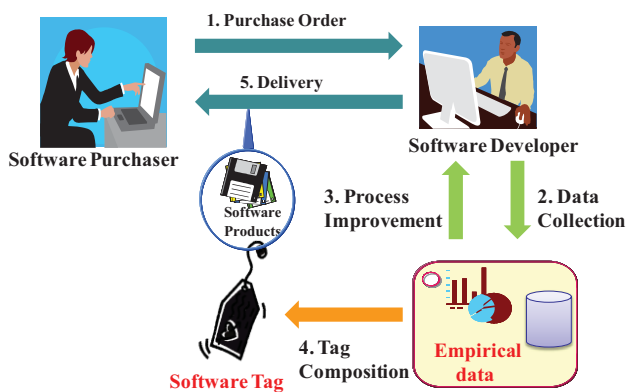 1. Purchase Order
5. Delivery
Software Purchaser
Software Developer
Software
Products
3. Process
Improvement
2. Data
Collection
4. Tag
Composition
Software Tag
Empirical
data